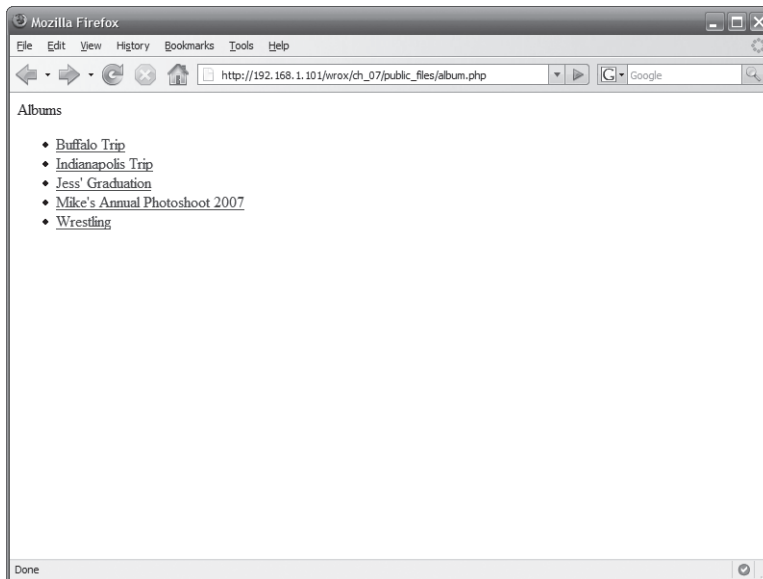 Mozilla Firefox
File Edit View History Bookmarks Tools Help
http://192.168.1.101/wrox/ch_07/public_files/album.php G Google
Albums
Buffalo Trip
Indianapolis Trip
Jess' Graduation
Mike's Annual Photoshoot 2007
Wrestling
Done